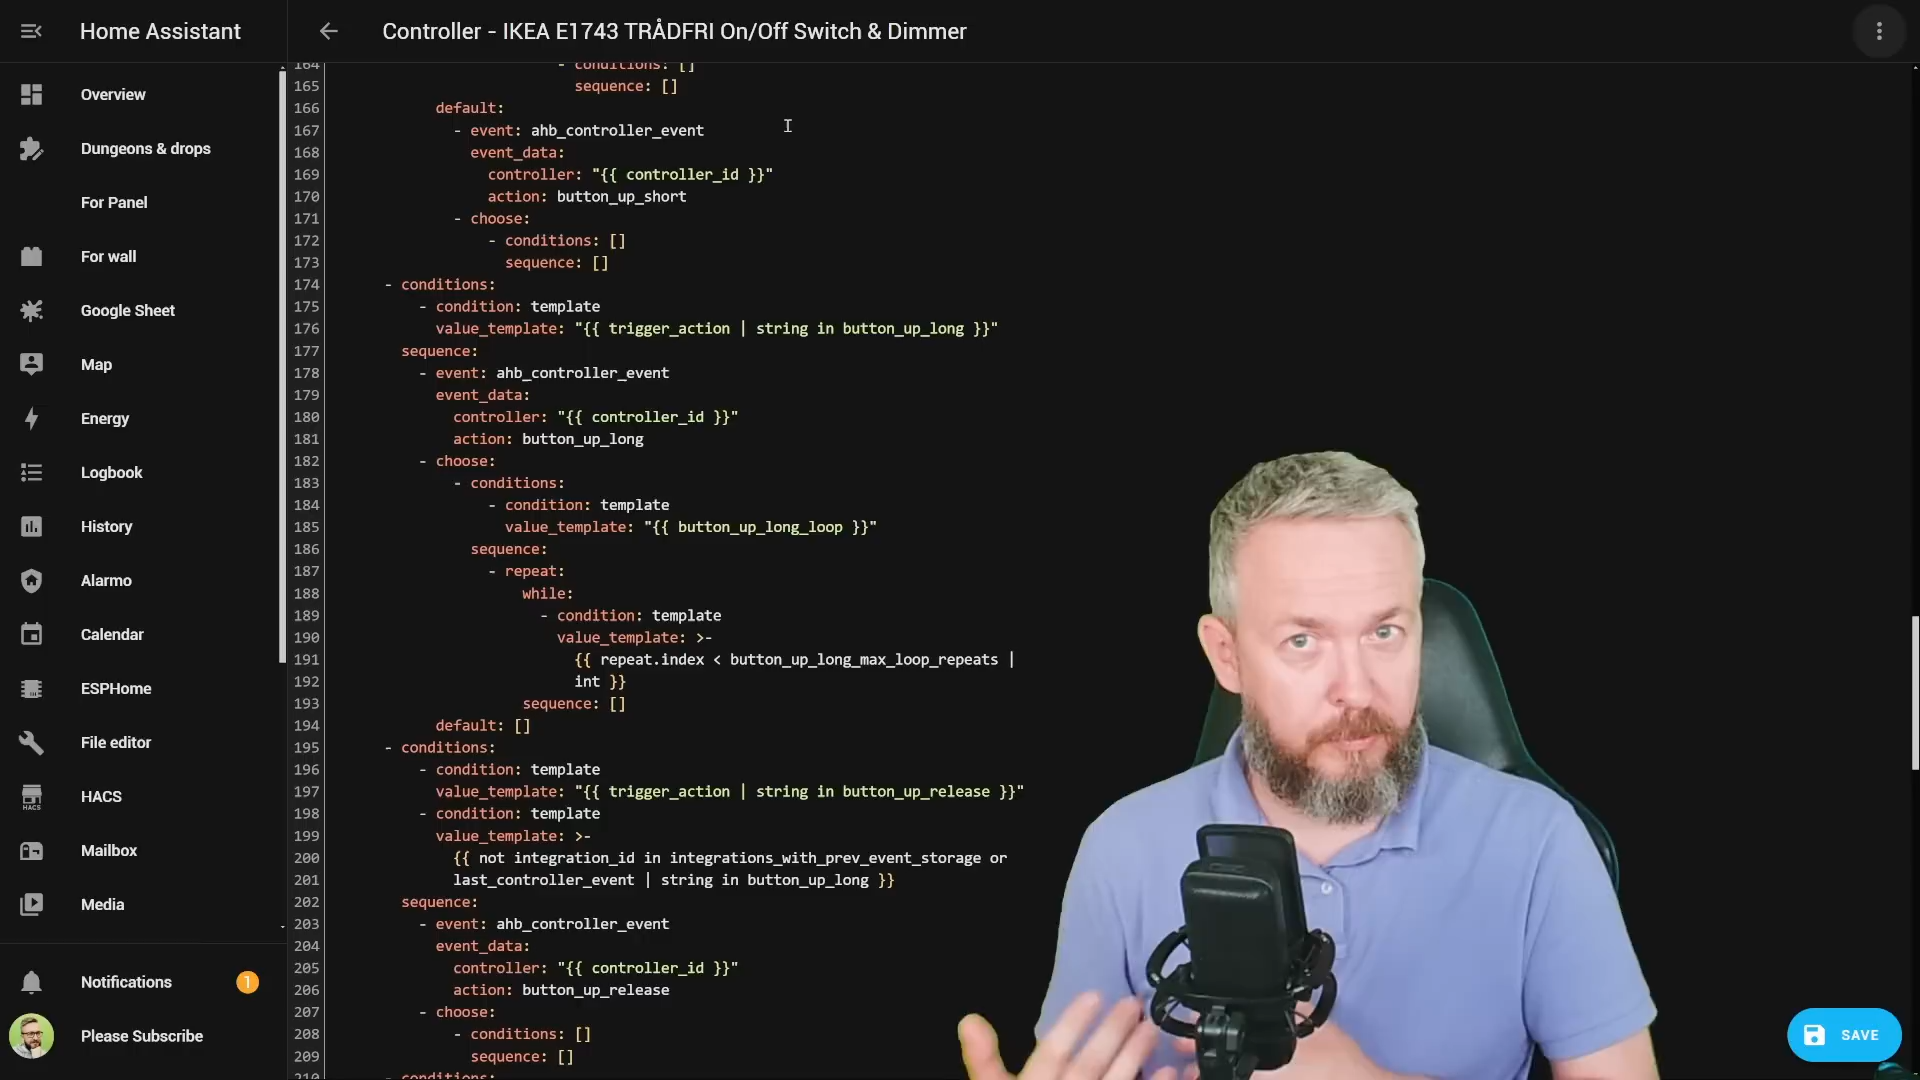 Home Assistant
Controller - IKEA E1743 TRÅDFRI On/Off Switch & Dimmer
Overview
Dungeons & drops
For Panel
For wall
Google Sheet
Map
Energy
Logbook
History
Alarmo
Calendar
ESPHome
File editor
HACS
HACS
Mailbox
Media
Notifications
1
Please Subscribe
164 - conditions: []
165 sequence: []
166 default:
167 - event: ahb_controller_event
168 event_data:
169 controller: "{{ controller_id }}"
170 action: button_up_short
171 - choose:
172 - conditions: []
173 sequence: []
174 - conditions:
175 - condition: template
176 value_template: "{{ trigger_action | string in button_up_long }}"
177 sequence:
178 - event: ahb_controller_event
179 event_data:
180 controller: "{{ controller_id }}"
181 action: button_up_long
182 - choose:
183 - conditions:
184 - condition: template
185 value_template: "{{ button_up_long_loop }}"
186 sequence:
187 - repeat:
188 while:
189 - condition: template
190 value_template: >-
191 {{ repeat.index < button_up_long_max_loop_repeats |
192 int }}
193 sequence: []
194 default: []
195 - conditions:
196 - condition: template
197 value_template: "{{ trigger_action | string in button_up_release }}"
198 - condition: template
199 value_template: >-
200 {{ not integration_id in integrations_with_prev_event_storage or
201 last_controller_event | string in button_up_long }}
202 sequence:
203 - event: ahb_controller_event
204 event_data:
205 controller: "{{ controller_id }}"
206 action: button_up_release
207 - choose:
208 - conditions: []
209 sequence: []
210 - conditions:
SAVE